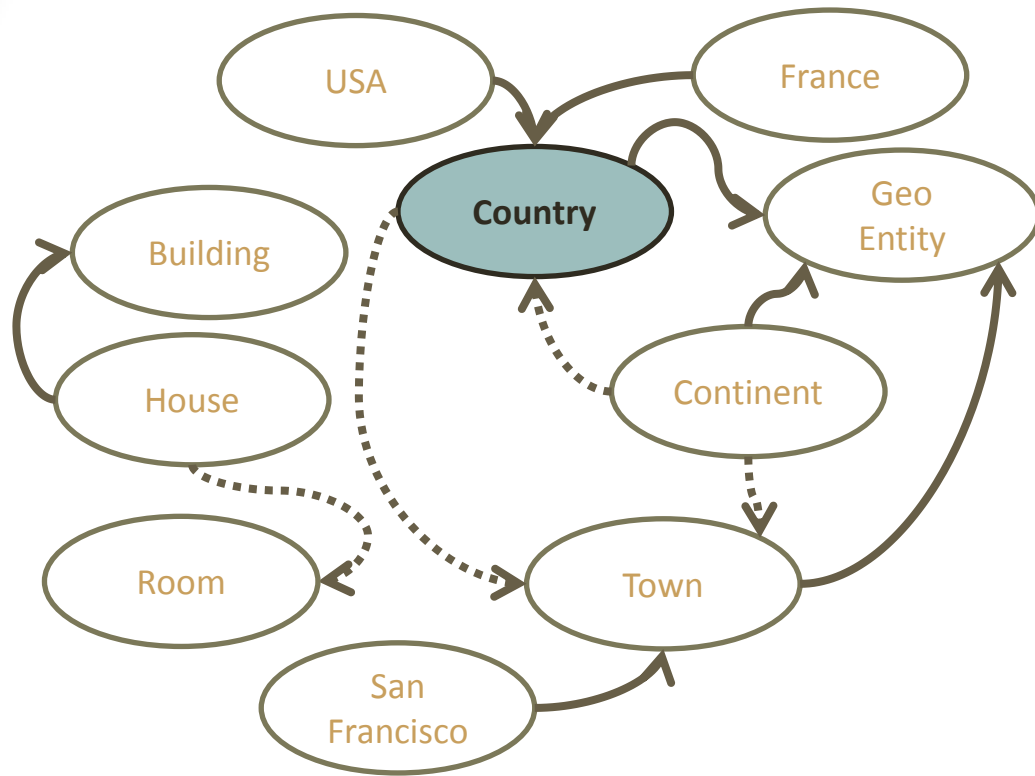 USA
France
Country
Geo
Entity
Building
House
Continent
Room
Town
San
Francisco